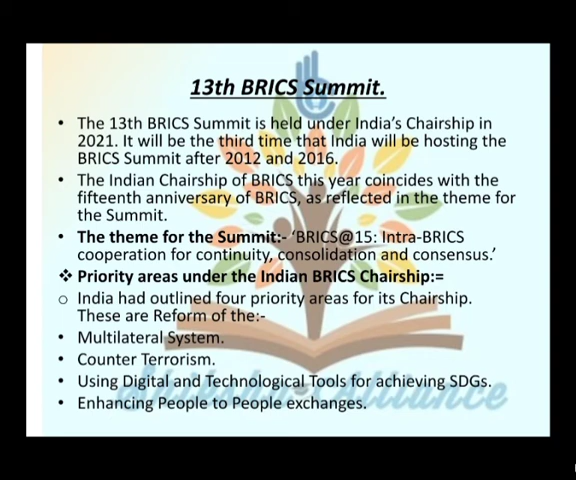 13th BRICS Summit.
• The 13th BRICS Summit is held under India's Chairship in
2021. It will be the third time that India will be hosting the
BRICS Summit after 2012 and 2016.
• The Indian Chairship of BRICS this year coincides with the
fifteenth anniversary of BRICS, as reflected in the theme for
the Summit.
• The theme for the Summit:- 'BRICS@15: Intra-BRICS
cooperation for continuity, consolidation and consensus.'
❖ Priority areas under the Indian BRICS Chairship:=
o India had outlined four priority areas for its Chairship.
These are Reform of the:-
• Multilateral System.
• Counter Terrorism.
• Using Digital and Technological Tools for achieving SDGs.
• Enhancing People to People exchanges.
Shiksha Alliance